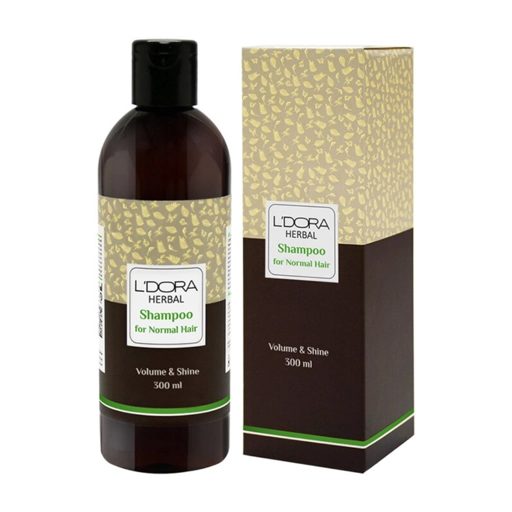 L'DORA
HERBAL
Shampoo
for Normal Hair
Volume & Shine
300 ml
L'DORA
HERBAL
Shampoo
for Normal Hair
Volume & Shine
300 ml